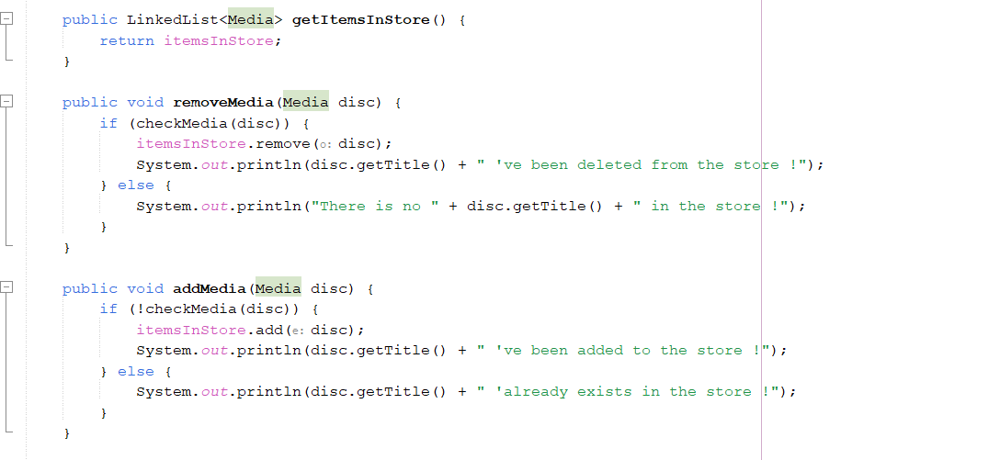 public LinkedList<Media> getItemsInStore() {
return itemsInStore;
}
public void removeMedia(Media disc) {
if (checkMedia(disc)) {
itemsInStore.remove(o: disc);
System.out.println(disc.getTitle() + " 've been deleted from the store !");
} else {
System.out.println("There is no " + disc.getTitle() + " in the store !");
}
}
public void addMedia(Media disc) {
if (!checkMedia(disc)) {
itemsInStore.add(e: disc);
System.out.println(disc.getTitle() + " 've been added to the store !");
} else {
System.out.println(disc.getTitle() + " 'already exists in the store !");
}
}